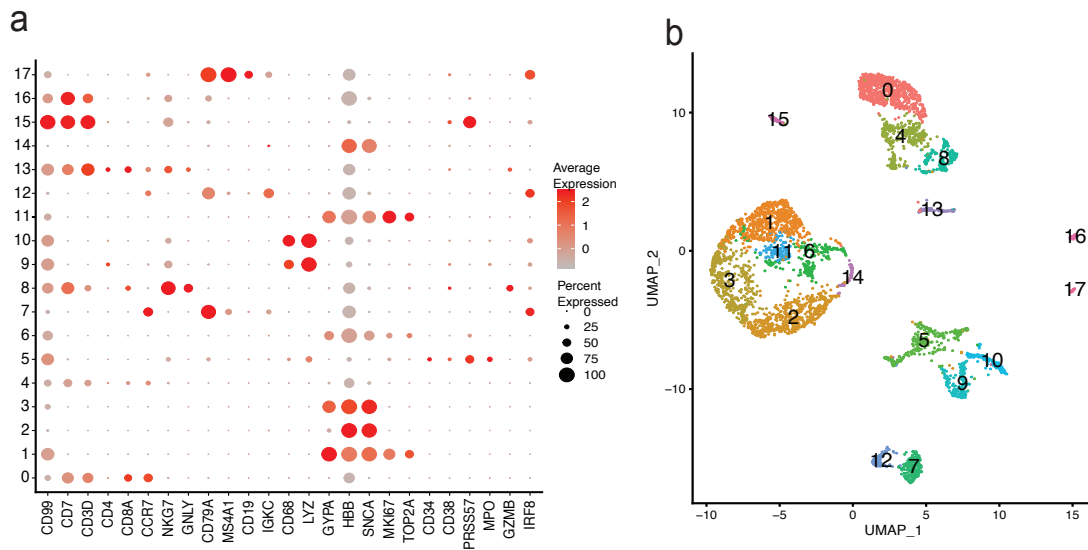 a
17
16
15
14
13
12
11
10
9
8
7
6
5
4
3
2
1
0
CD99
CD7
CD3D
CD4
CD8A
CCR7
NKG7
GNLY
CD79A
MS4A1
CD19
IGKC
CD68
LYZ
GYPA
HBB
SNCA
MKI67
TOP2A
CD34
CD38
PRSS57
MPO
GZMB
IRF8
Average
Expression
2
1
0
Percent
Expressed
0
25
50
75
100
b
UMAP_2
10
0
−10
−10
−5
0
5
10
15
UMAP_1
0
15
4
8
13
1
11
6
16
3
14
17
2
5
10
9
12
7